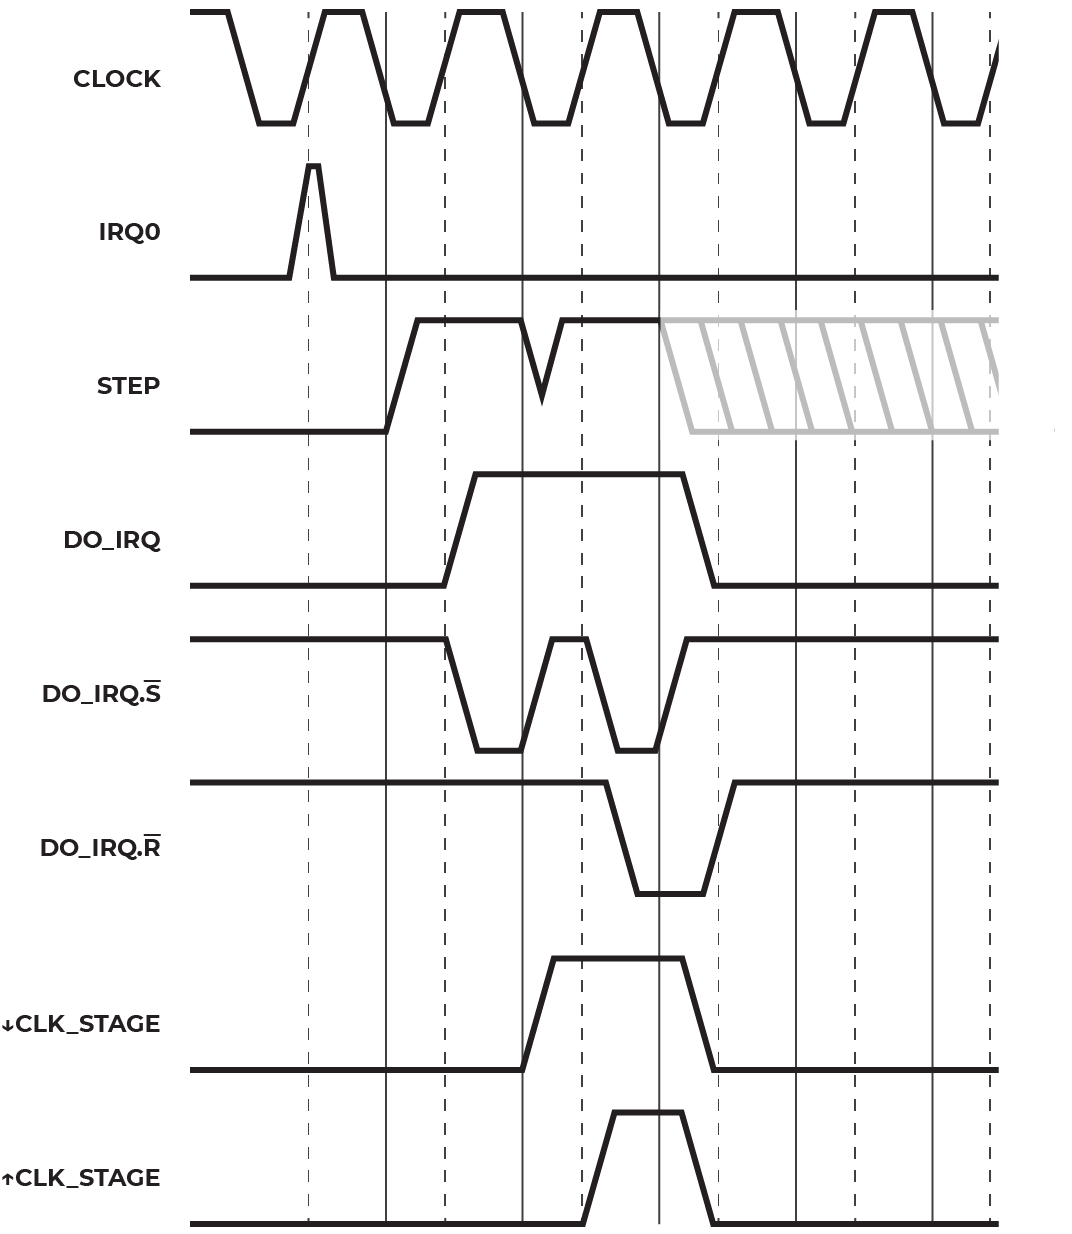 CLOCK
IRQ0
STEP
DO_IRQ
DO_IRQ.S̅
DO_IRQ.R̅
↓CLK_STAGE
↑CLK_STAGE